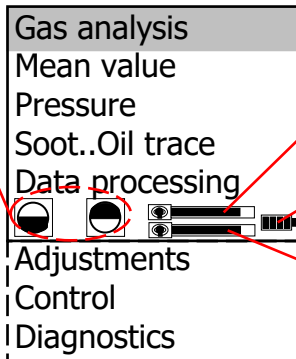 Gas analysis
Mean value
Pressure
Soot..Oil trace
Data processing
Adjustments
Control
Diagnostics